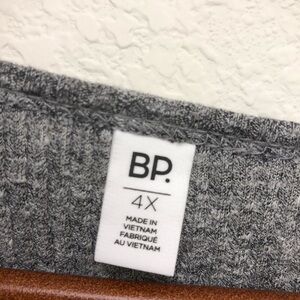 BP.
4X
MADE IN
VIETNAM
FABRIQUÉ
AU VIETNAM